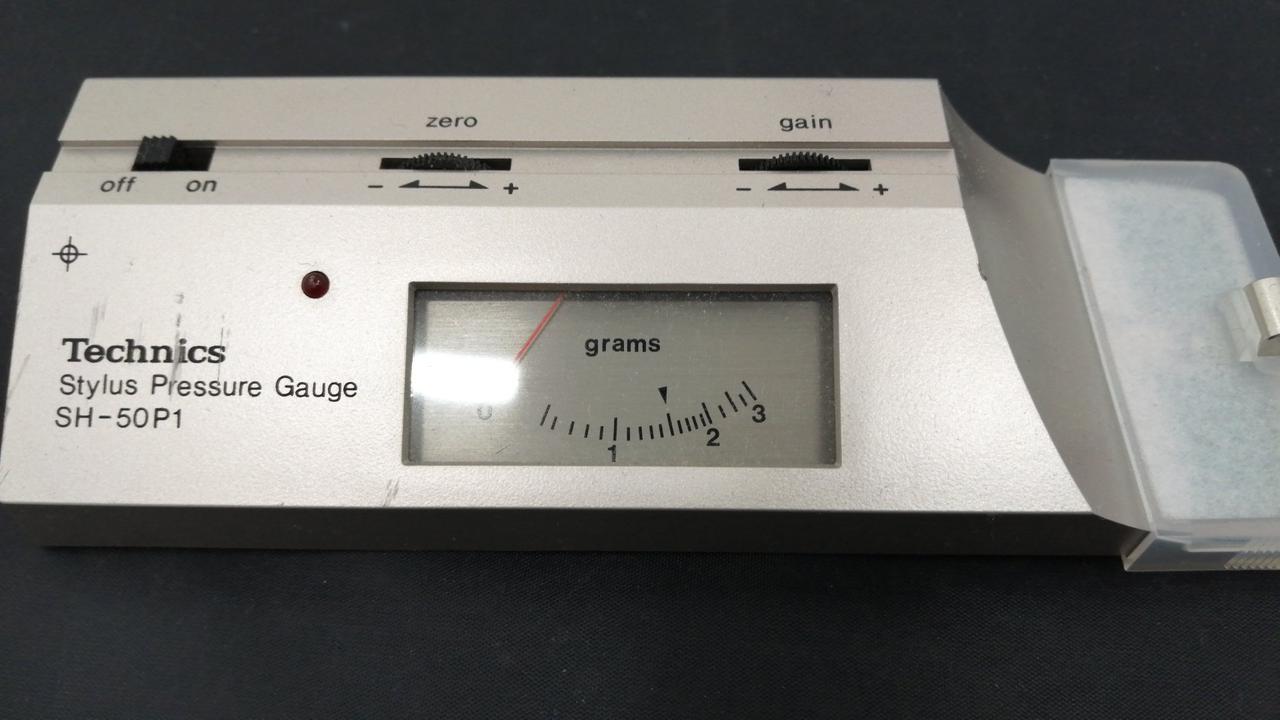 zero
gain
off on
- +
- +
Technics
Stylus Pressure Gauge
SH-50P1
grams
0
1
2
3